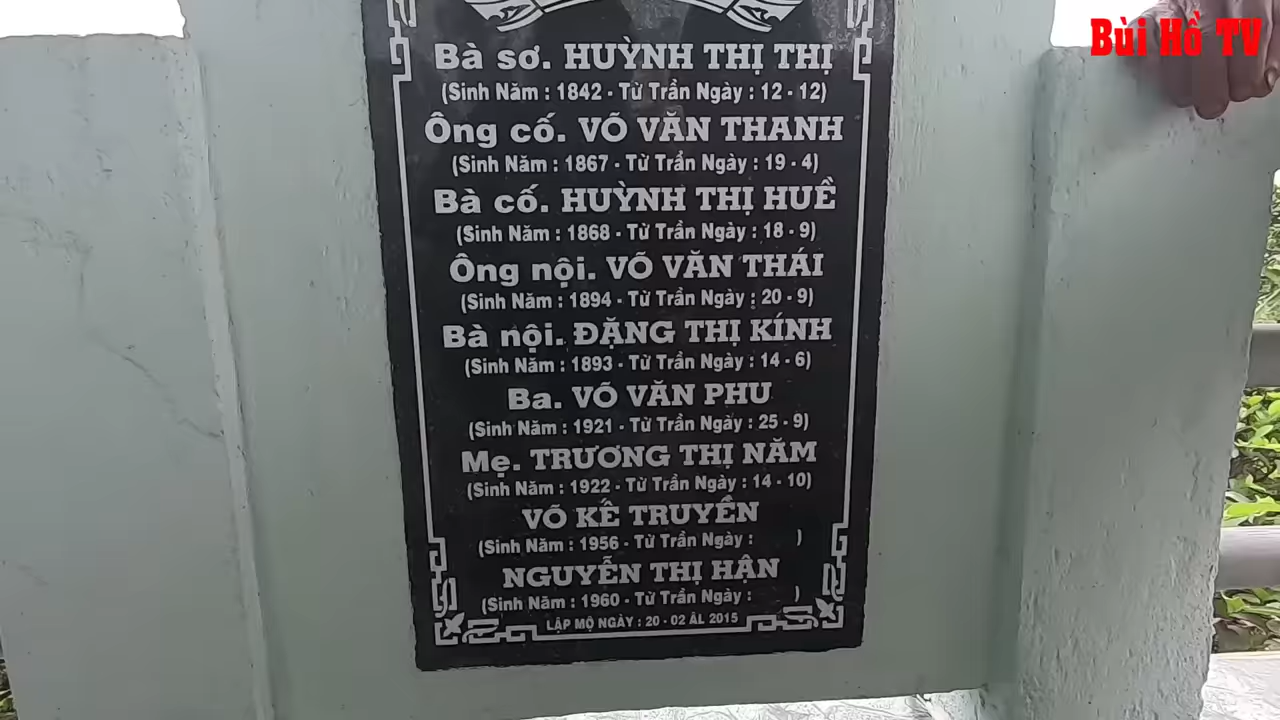 Bùi Hồ TV
Bà sơ. HUỲNH THỊ THỊ
(Sinh Năm : 1842 - Từ Trần Ngày : 12 - 12)
Ông cố. VÕ VĂN THANH
(Sinh Năm : 1867 - Từ Trần Ngày : 19 - 4)
Bà cố. HUỲNH THỊ HUỀ
(Sinh Năm : 1868 - Từ Trần Ngày : 18 - 9)
Ông nội. VÕ VĂN THÁI
(Sinh Năm : 1894 - Từ Trần Ngày : 20 - 9)
Bà nội. ĐẶNG THỊ KÍNH
(Sinh Năm : 1893 - Từ Trần Ngày : 14 - 6)
Ba. VÕ VĂN PHU
(Sinh Năm : 1921 - Từ Trần Ngày : 25 - 9)
Mẹ. TRƯƠNG THỊ NĂM
(Sinh Năm : 1922 - Từ Trần Ngày : 14 - 10)
VÕ KẾ TRUYỀN
(Sinh Năm : 1956 - Từ Trần Ngày : )
NGUYỄN THỊ HẬN
(Sinh Năm : 1960 - Từ Trần Ngày : )
LẬP MỘ NGÀY : 20 - 02 ÂL 2015